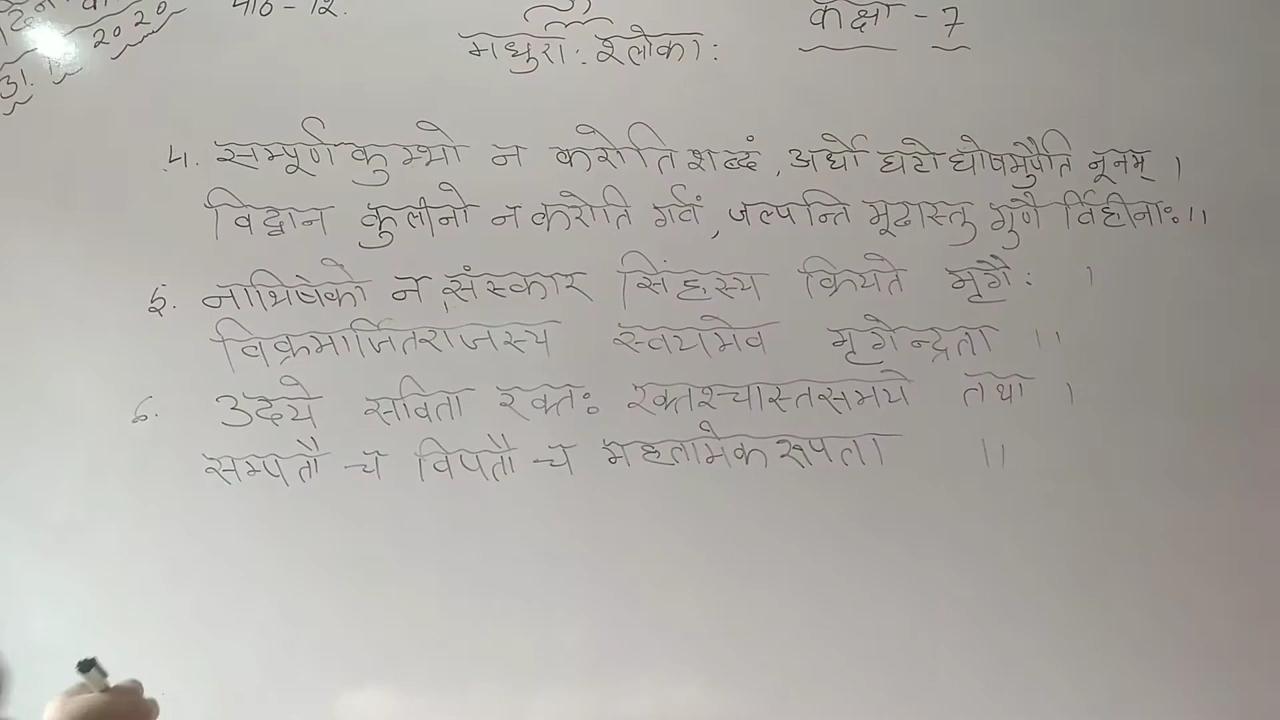 2020
31.
पाठ - 12.
मधुरा: श्लोका:
कक्षा - 7
4. सम्पूर्ण कुम्भो न करोति शब्दं, अर्धो घटो घोषमुपैति नूनम् ।
विद्वान कुलीनो न करोति गर्वं, जल्पन्ति मूढास्तु गुणै र्विहीनाः ॥
5. नाभिषेको न संस्कार सिंहस्य क्रियते मृगै: ।
विक्रमार्जितराजस्य स्वयमेव मृगेन्द्रता ॥
6. उदये सविता रक्तः रक्तश्चास्तसमये तथा ।
सम्पतौ च विपतौ च महतामेकरूपता ॥